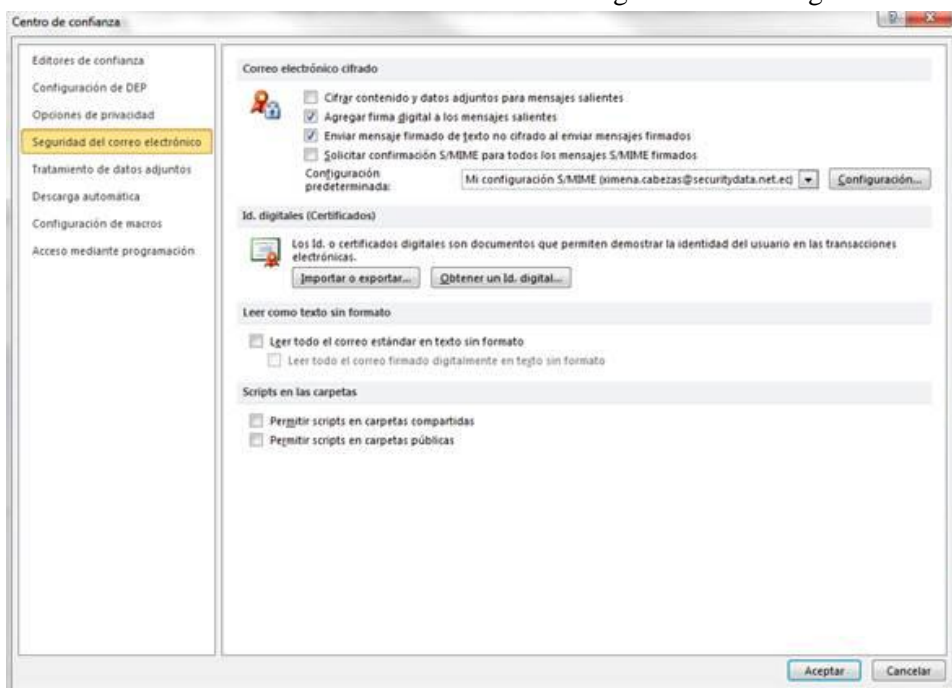 Centro de confianza
Editores de confianza
Configuración de DEP
Opciones de privacidad
Seguridad del correo electrónico
Tratamiento de datos adjuntos
Descarga automática
Configuración de macros
Acceso mediante programación
Correo electrónico cifrado
Cifrar contenido y datos adjuntos para mensajes salientes
Agregar firma digital a los mensajes salientes
Enviar mensaje firmado de texto no cifrado al enviar mensajes firmados
Solicitar confirmación S/MIME para todos los mensajes S/MIME firmados
Configuración
predeterminada:
Mi configuración S/MIME (ximena.cabezas@securitydata.net.ec)
Configuración...
Id. digitales (Certificados)
Los Id. o certificados digitales son documentos que permiten demostrar la identidad del usuario en las transacciones
electrónicas.
Importar o exportar...
Obtener un Id. digital...
Leer como texto sin formato
Leer todo el correo estándar en texto sin formato
Leer todo el correo firmado digitalmente en texto sin formato
Scripts en las carpetas
Permitir scripts en carpetas compartidas
Permitir scripts en carpetas públicas
Aceptar
Cancelar